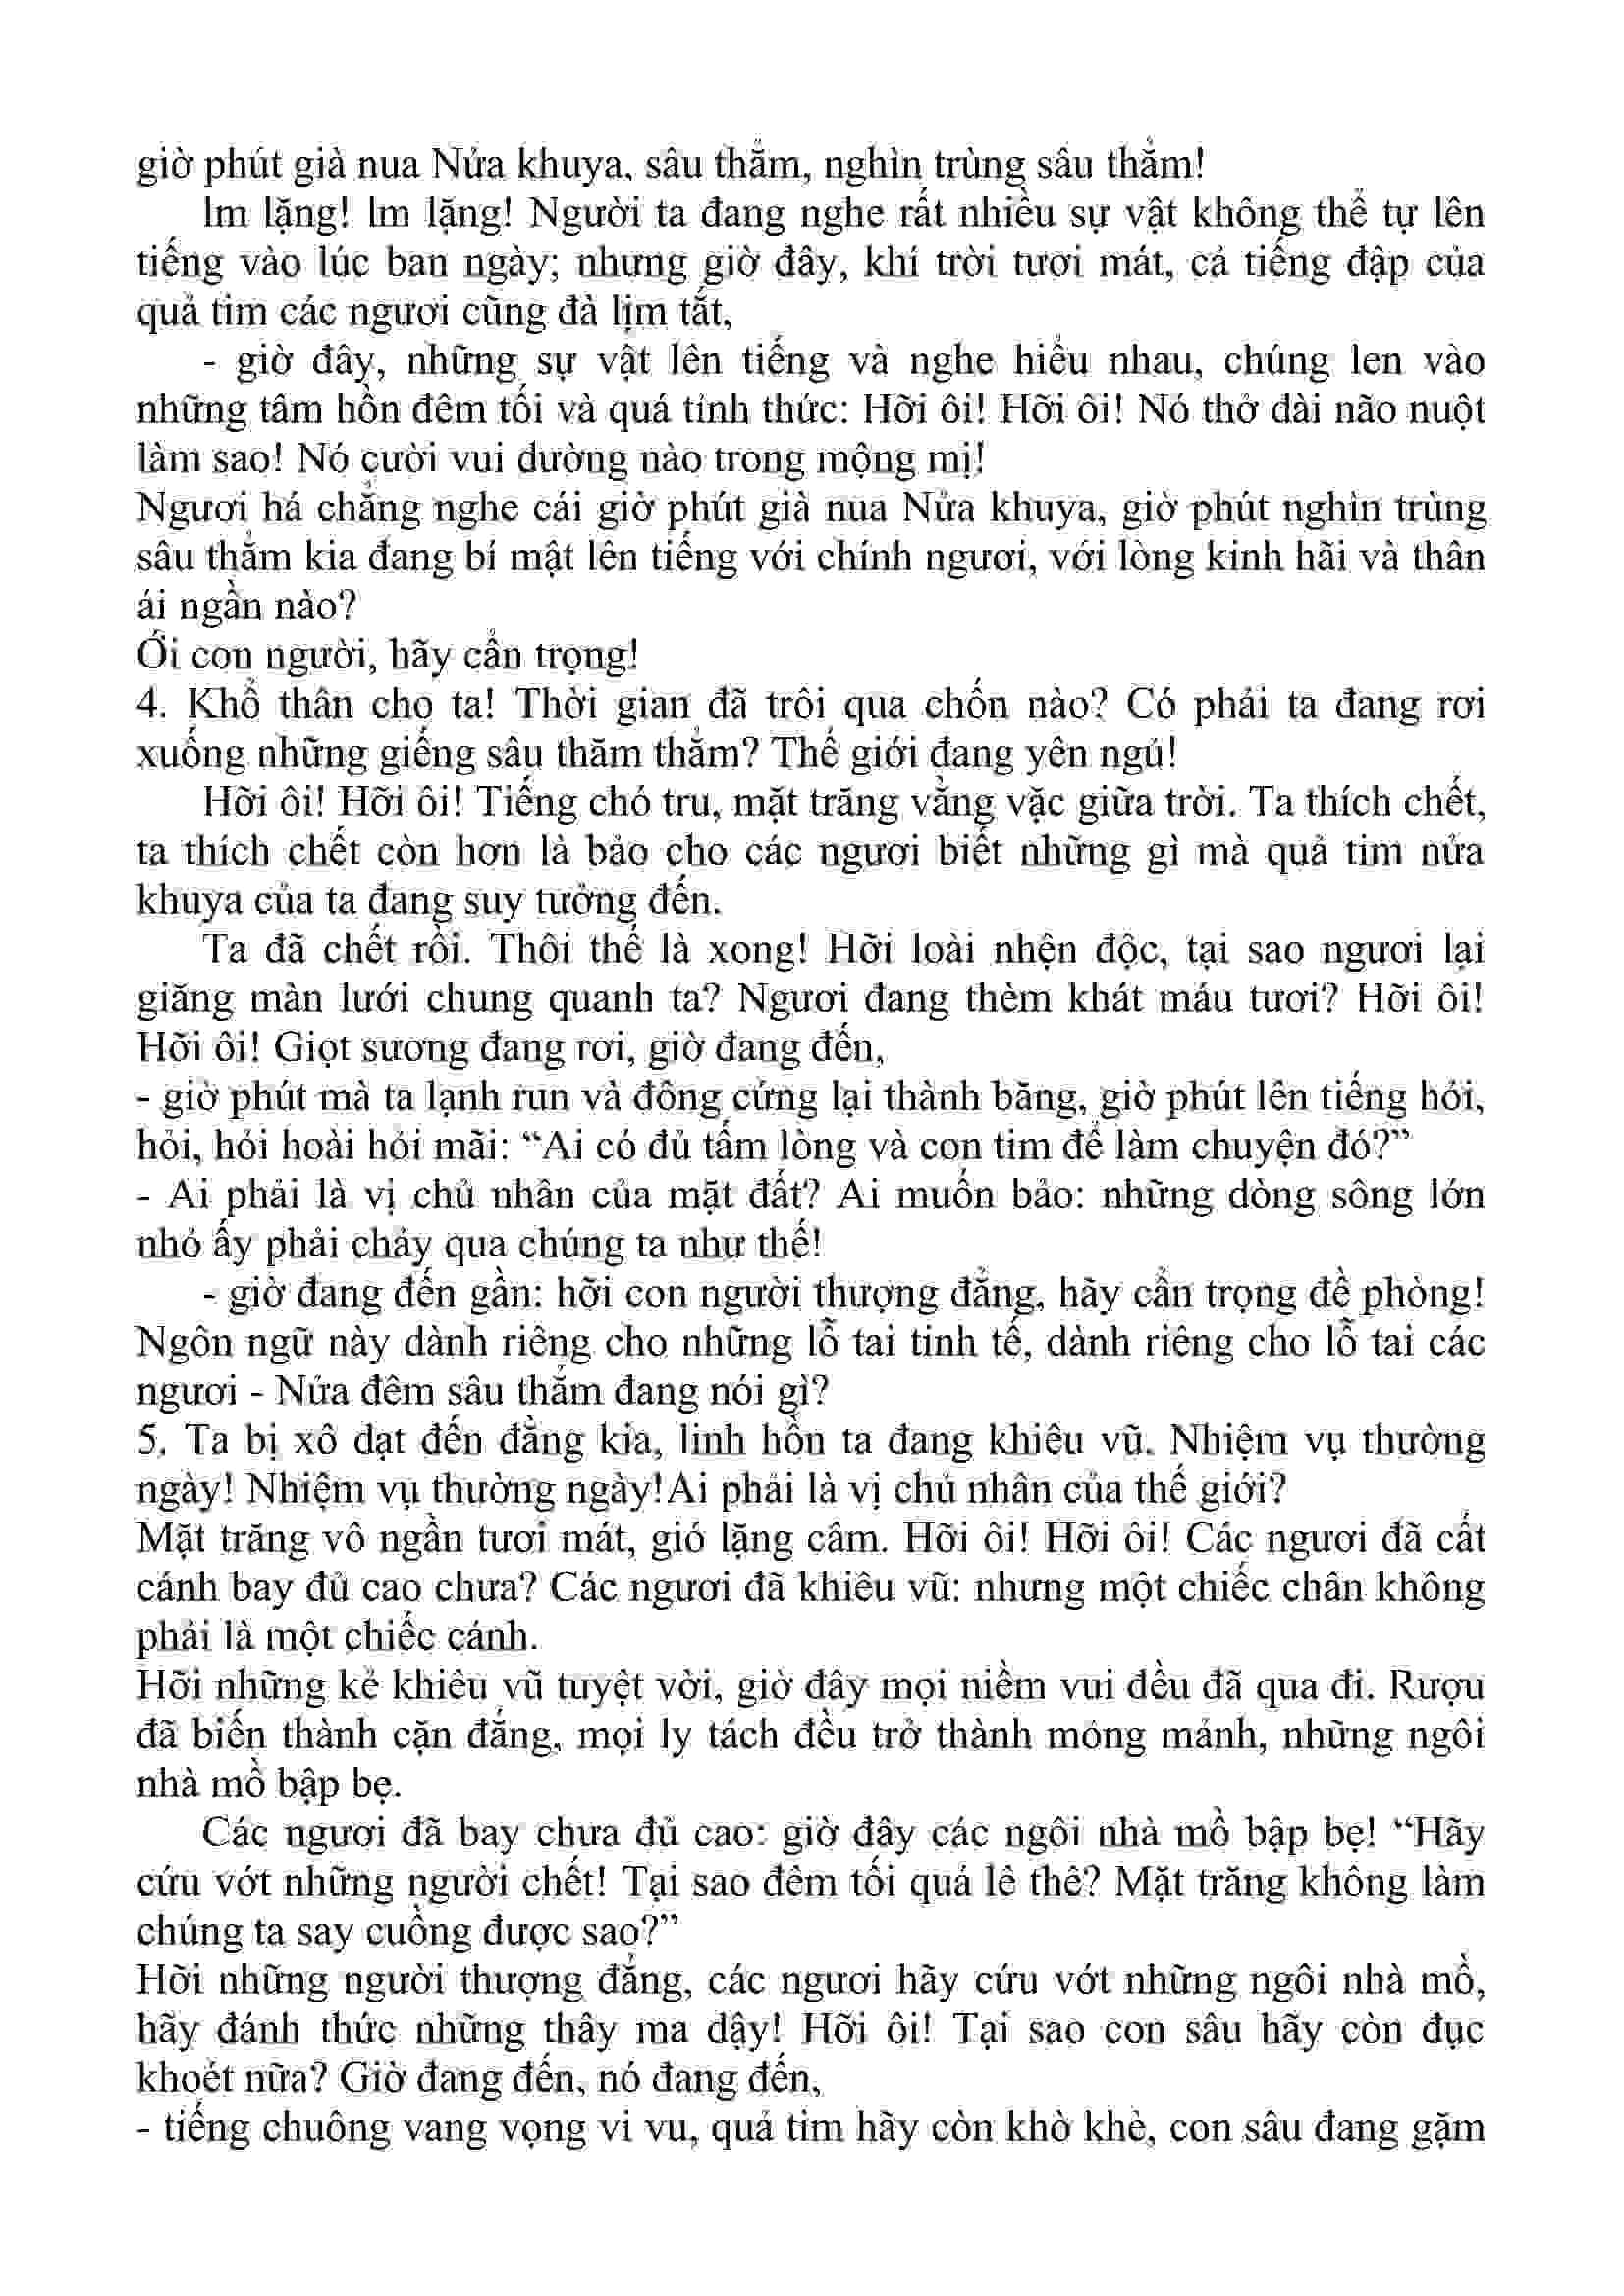 giờ phút già nua Nửa khuya, sâu thẳm, nghìn trùng sâu thẳm!
Im lặng! Im lặng! Người ta đang nghe rất nhiều sự vật không thể tự lên
tiếng vào lúc ban ngày; nhưng giờ đây, khí trời tươi mát, cả tiếng đập của
quả tim các ngươi cũng đà lịm tắt,
- giờ đây, những sự vật lên tiếng và nghe hiểu nhau, chúng len vào
những tâm hồn đêm tối và quá tỉnh thức: Hỡi ôi! Hỡi ôi! Nó thở dài não nuột
làm sao! Nó cười vui dường nào trong mộng mị!
Ngươi há chẳng nghe cái giờ phút già nua Nửa khuya, giờ phút nghìn trùng
sâu thẳm kia đang bí mật lên tiếng với chính ngươi, với lòng kinh hãi và thân
ái ngần nào?
Ối con người, hãy cẩn trọng!
4. Khổ thân cho ta! Thời gian đã trôi qua chốn nào? Có phải ta đang rơi
xuống những giếng sâu thăm thẳm? Thế giới đang yên ngủ!
Hỡi ôi! Hỡi ôi! Tiếng chó tru, mặt trăng vằng vặc giữa trời. Ta thích chết,
ta thích chết còn hơn là bảo cho các ngươi biết những gì mà quả tim nửa
khuya của ta đang suy tưởng đến.
Ta đã chết rồi. Thôi thế là xong! Hỡi loài nhện độc, tại sao ngươi lại
giăng màn lưới chung quanh ta? Ngươi đang thèm khát máu tươi? Hỡi ôi!
Hỡi ôi! Giọt sương đang rơi, giờ đang đến,
- giờ phút mà ta lạnh run và đông cứng lại thành băng, giờ phút lên tiếng hỏi,
hỏi, hỏi hoài hỏi mãi: “Ai có đủ tấm lòng và con tim để làm chuyện đó?”
- Ai phải là vị chủ nhân của mặt đất? Ai muốn bảo: những dòng sông lớn
nhỏ ấy phải chảy qua chúng ta như thế!
- giờ đang đến gần: hỡi con người thượng đẳng, hãy cẩn trọng đề phòng!
Ngôn ngữ này dành riêng cho những lỗ tai tinh tế, dành riêng cho lỗ tai các
ngươi - Nửa đêm sâu thẳm đang nói gì?
5. Ta bị xô dạt đến đằng kia, linh hồn ta đang khiêu vũ. Nhiệm vụ thường
ngày! Nhiệm vụ thường ngày!Ai phải là vị chủ nhân của thế giới?
Mặt trăng vô ngần tươi mát, gió lặng câm. Hỡi ôi! Hỡi ôi! Các ngươi đã cất
cánh bay đủ cao chưa? Các ngươi đã khiêu vũ: nhưng một chiếc chân không
phải là một chiếc cánh.
Hỡi những kẻ khiêu vũ tuyệt vời, giờ đây mọi niềm vui đều đã qua đi. Rượu
đã biến thành cặn đắng, mọi ly tách đều trở thành mỏng mảnh, những ngôi
nhà mồ bập bẹ.
Các ngươi đã bay chưa đủ cao: giờ đây các ngôi nhà mồ bập bẹ! “Hãy
cứu vớt những người chết! Tại sao đêm tối quá lê thê? Mặt trăng không làm
chúng ta say cuồng được sao?”
Hỡi những người thượng đẳng, các ngươi hãy cứu vớt những ngôi nhà mồ,
hãy đánh thức những thây ma dậy! Hỡi ôi! Tại sao con sâu hãy còn đục
khoét nữa? Giờ đang đến, nó đang đến,
- tiếng chuông vang vọng vi vu, quả tim hãy còn khờ khè, con sâu đang gặm